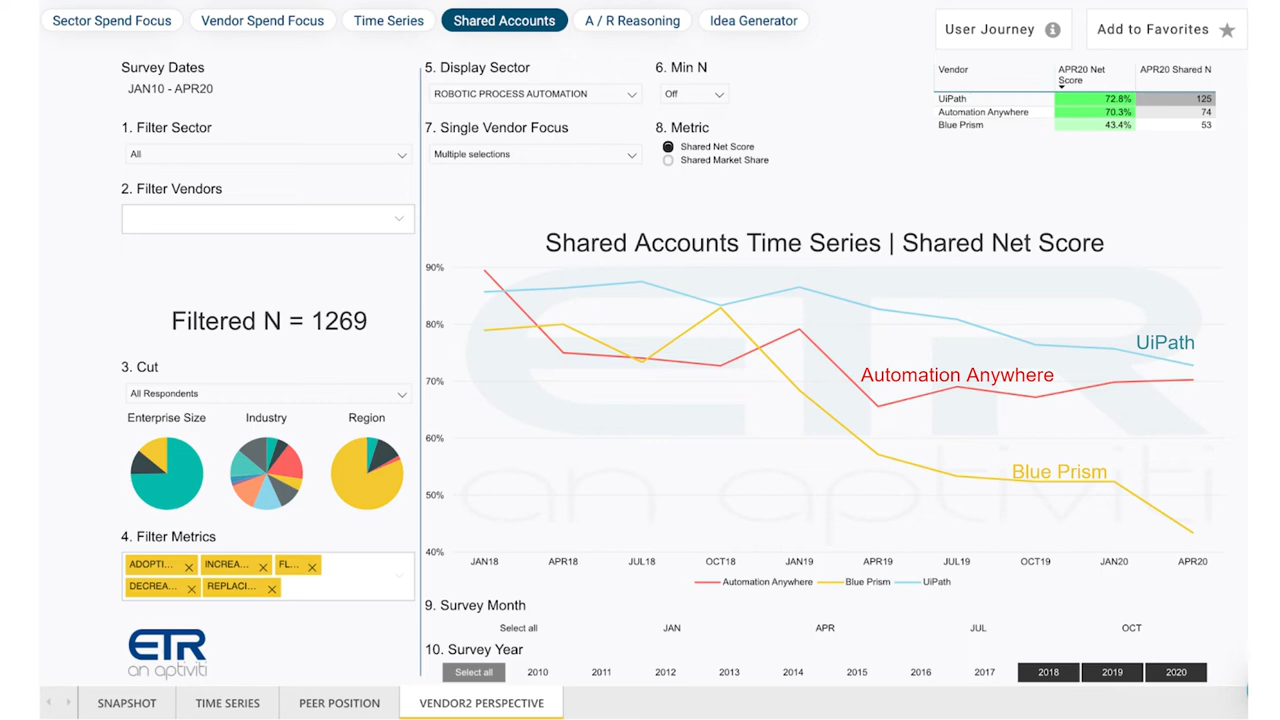 Sector Spend Focus
Vendor Spend Focus
Time Series
Shared Accounts
A / R Reasoning
Idea Generator
User Journey
Add to Favorites
Survey Dates
JAN10 - APR20
1. Filter Sector
All
2. Filter Vendors
Filtered N = 1269
3. Cut
All Respondents
Enterprise Size
Industry
Region
4. Filter Metrics
ADOPTI...
INCREA...
FL...
DECREA...
REPLACI...
ETR
an aptiviti
5. Display Sector
ROBOTIC PROCESS AUTOMATION
6. Min N
Off
7. Single Vendor Focus
Multiple selections
8. Metric
Shared Net Score
Shared Market Share
Vendor
APR20 Net Score
APR20 Shared N
UiPath 72.8% 125
Automation Anywhere 70.3% 74
Blue Prism 43.4% 53
Shared Accounts Time Series | Shared Net Score
90%
80%
70%
60%
50%
40%
ETR
an aptiviti
UiPath
Automation Anywhere
Blue Prism
JAN18 APR18 JUL18 OCT18 JAN19 APR19 JUL19 OCT19 JAN20 APR20
Automation Anywhere Blue Prism UiPath
9. Survey Month
Select all JAN APR JUL OCT
10. Survey Year
Select all 2010 2011 2012 2013 2014 2015 2016 2017 2018 2019 2020
SNAPSHOT
TIME SERIES
PEER POSITION
VENDOR2 PERSPECTIVE